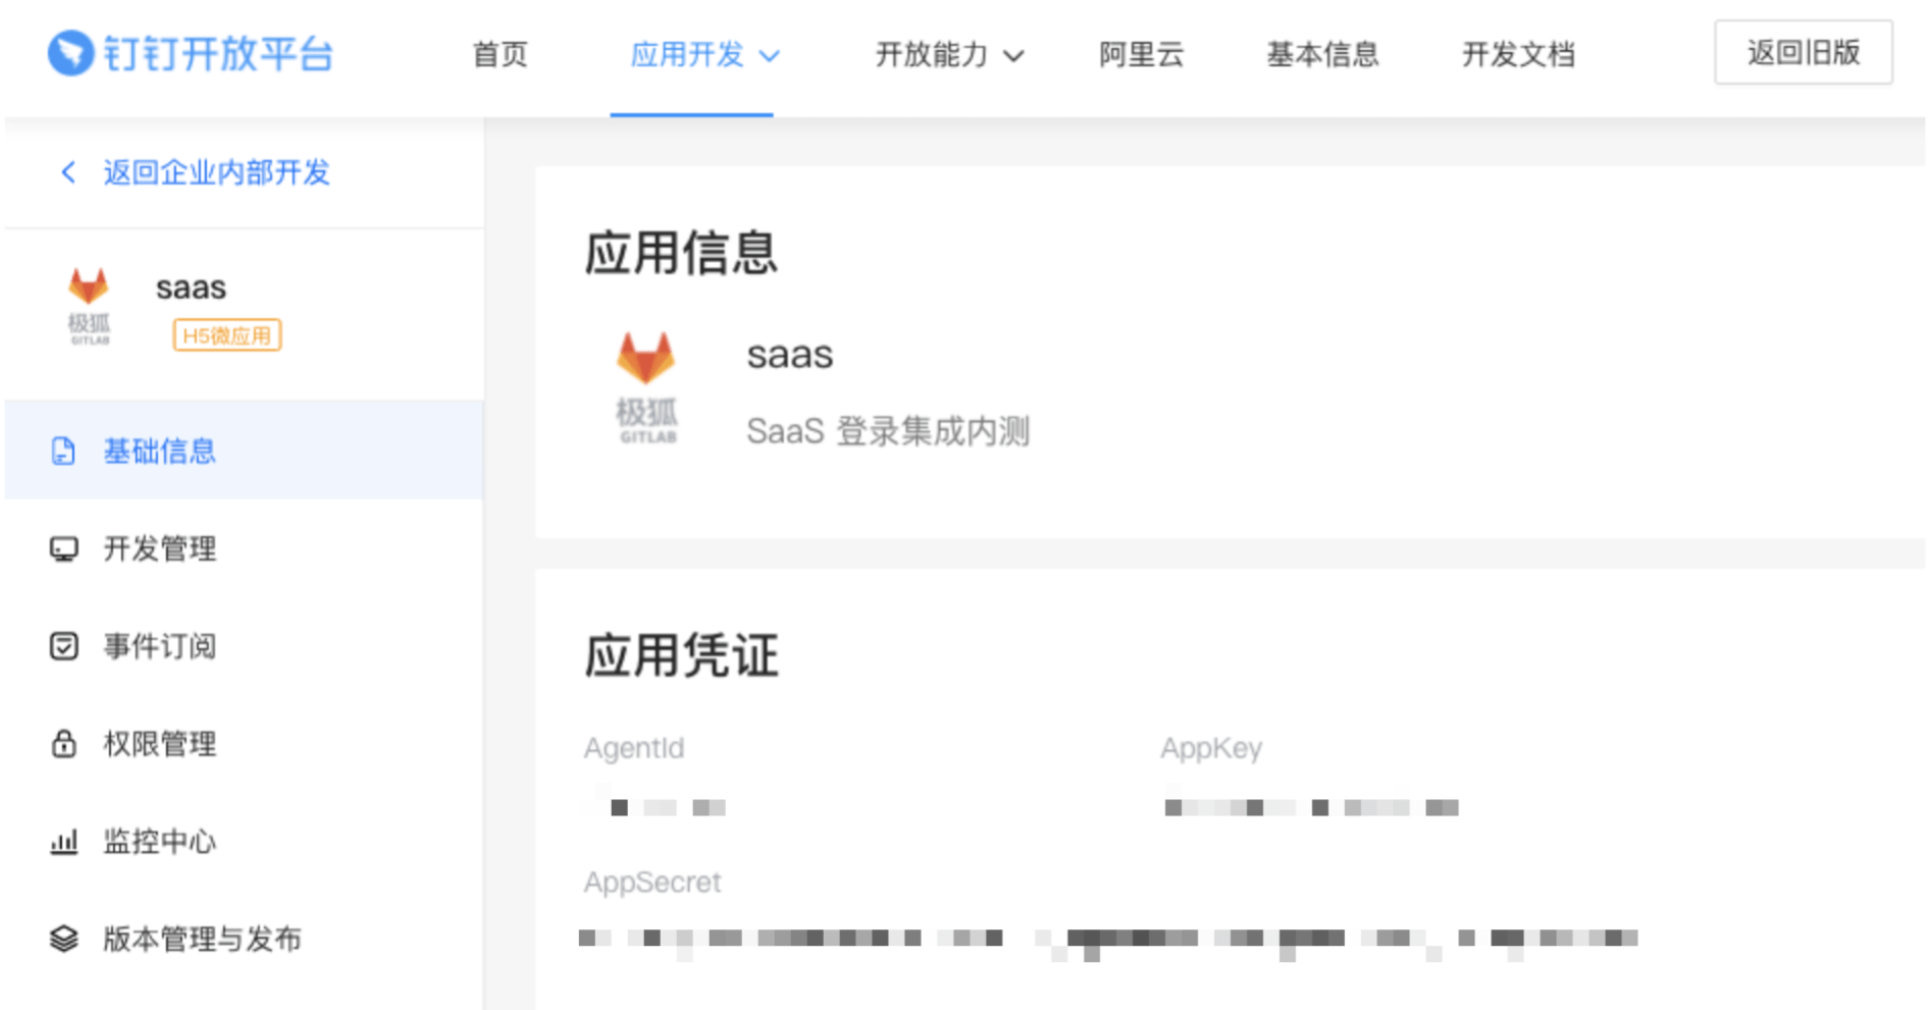 钉钉开放平台 首页 应用开发 开放能力 阿里云 基本信息 开发文档 返回旧版
返回企业内部开发
saas
极狐
GITLAB
H5微应用
基础信息
开发管理
事件订阅
权限管理
监控中心
版本管理与发布
应用信息
saas
极狐
GITLAB
SaaS 登录集成内测
应用凭证
AgentId AppKey
AppSecret